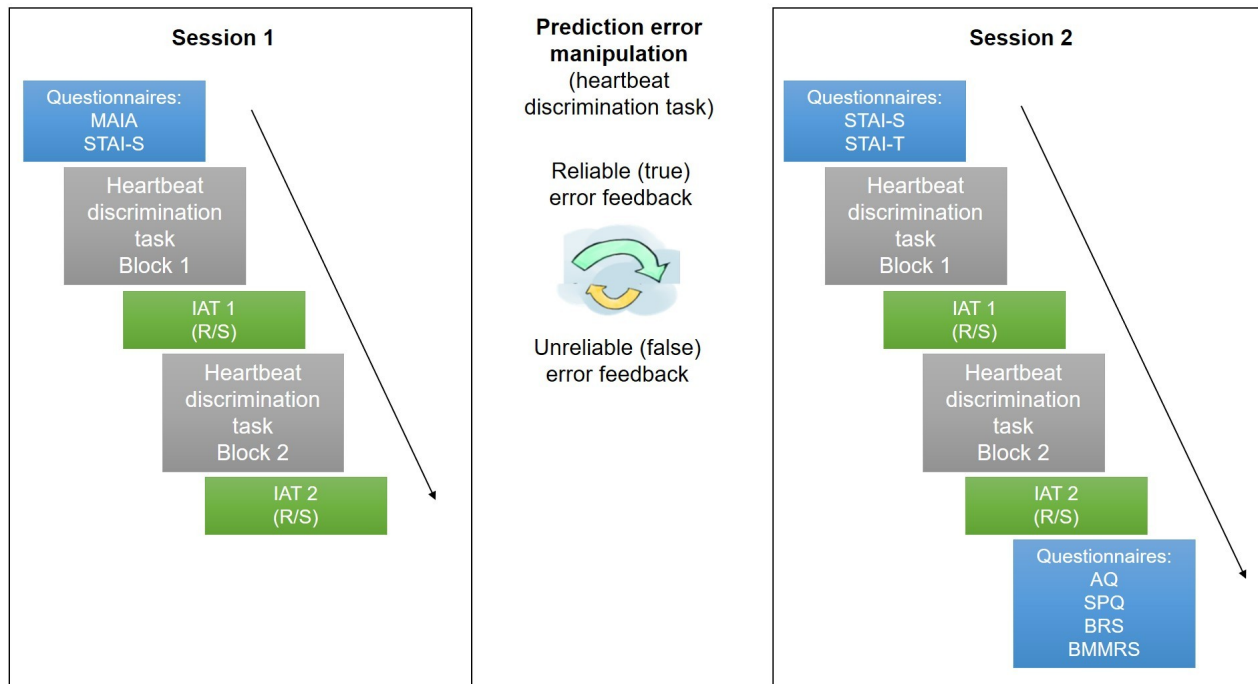 Session 1
Questionnaires:
MAIA
STAI-S
Heartbeat
discrimination
task
Block 1
IAT 1
(R/S)
Heartbeat
discrimination
task
Block 2
IAT 2
(R/S)
Prediction error
manipulation
(heartbeat
discrimination task)
Reliable (true)
error feedback
Unreliable (false)
error feedback
Session 2
Questionnaires:
STAI-S
STAI-T
Heartbeat
discrimination
task
Block 1
IAT 1
(R/S)
Heartbeat
discrimination
task
Block 2
IAT 2
(R/S)
Questionnaires:
AQ
SPQ
BRS
BMMRS